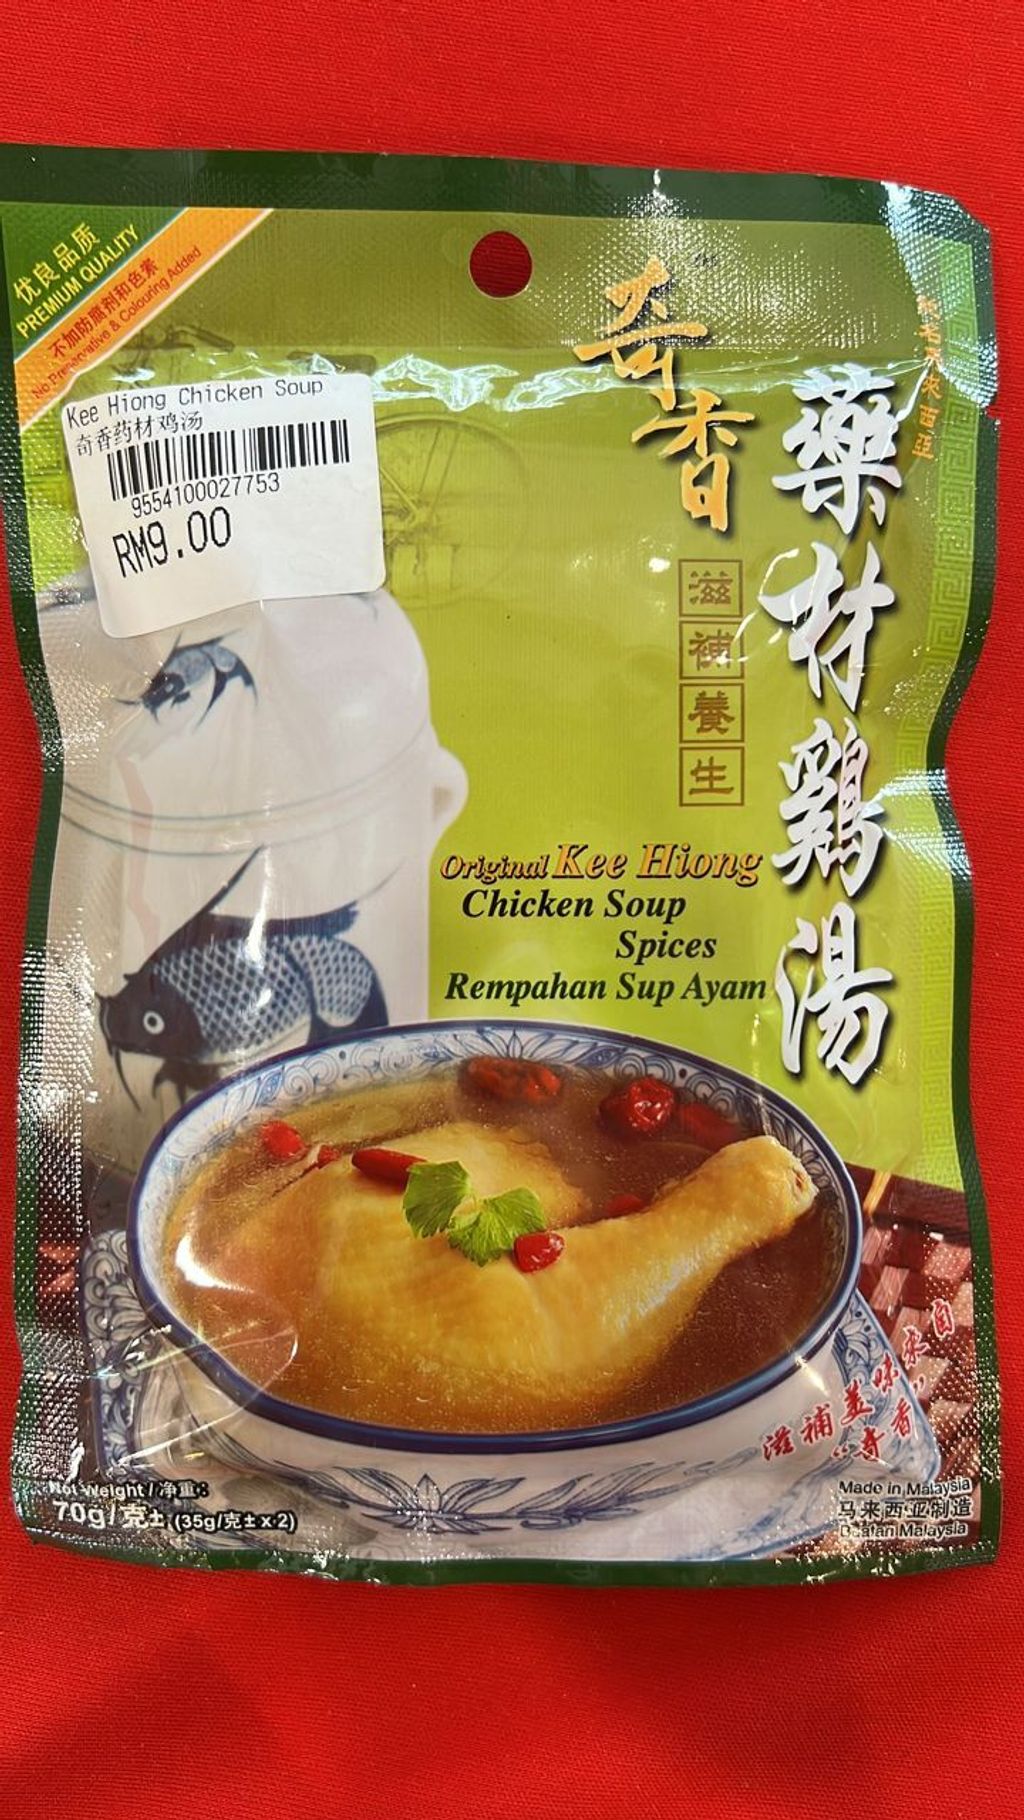 优良品质
PREMIUM QUALITY
不加防腐剂和色素
No Preservative & Colouring Added
Kee Hiong Chicken Soup
奇香药材鸡汤
9554100027753
RM9.00
奇香
藥材鷄湯
滋補養生
Original Kee Hiong
Chicken Soup
Spices
Rempahan Sup Ayam
滋補美味来自
"奇香"
Net Weight / 净重:
70g/克± (35g/克± x 2)
Made in Malaysia
马来西亚制造
Buatan Malaysia